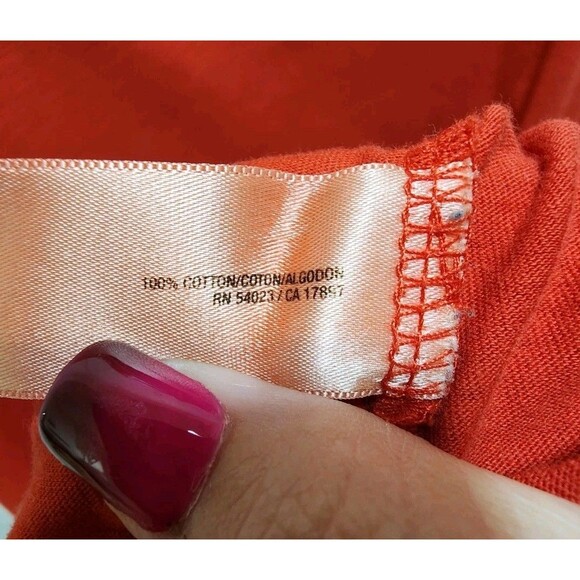 100% COTTON/COTON/ALGODON
RN 54023 / CA 17897